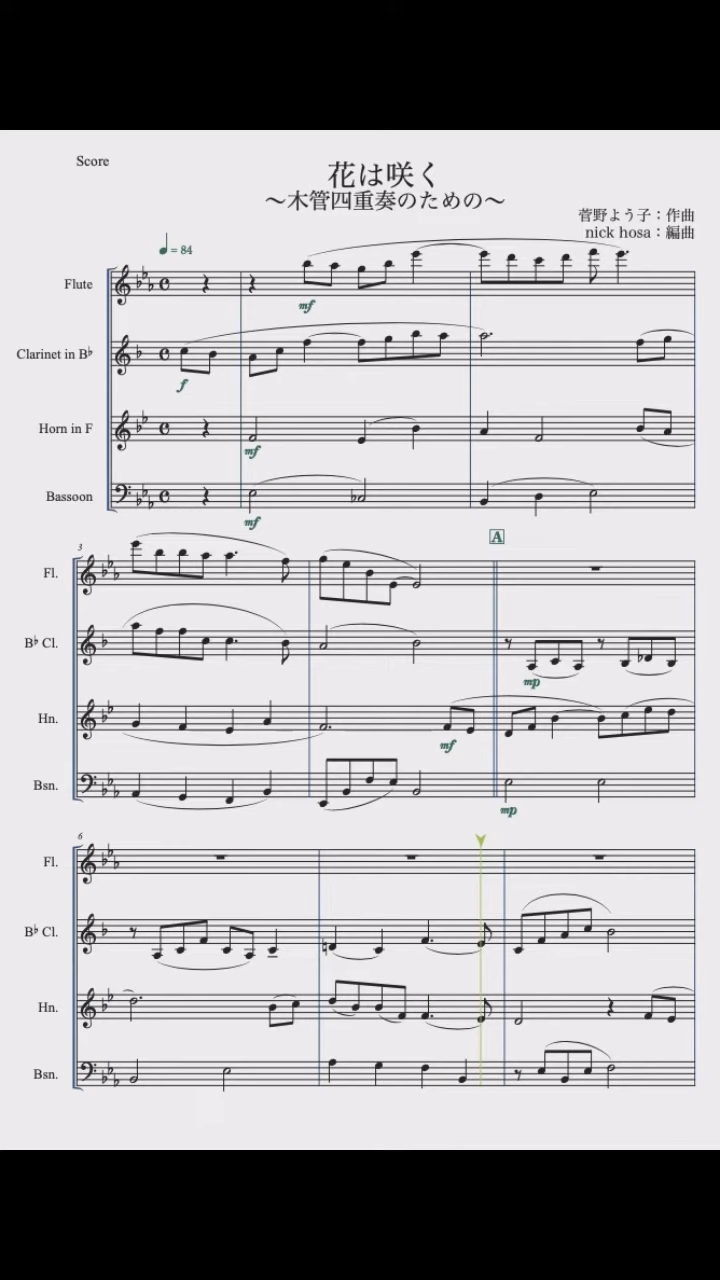 Score
花は咲く
〜木管四重奏のための〜
菅野よう子：作曲
nick hosa：編曲
♩ = 84
Flute
mf
Clarinet in B♭
f
Horn in F
mf
Bassoon
mf
A
3
Fl.
B♭ Cl.
mp
Hn.
mf
Bsn.
mp
6
Fl.
B♭ Cl.
Hn.
Bsn.